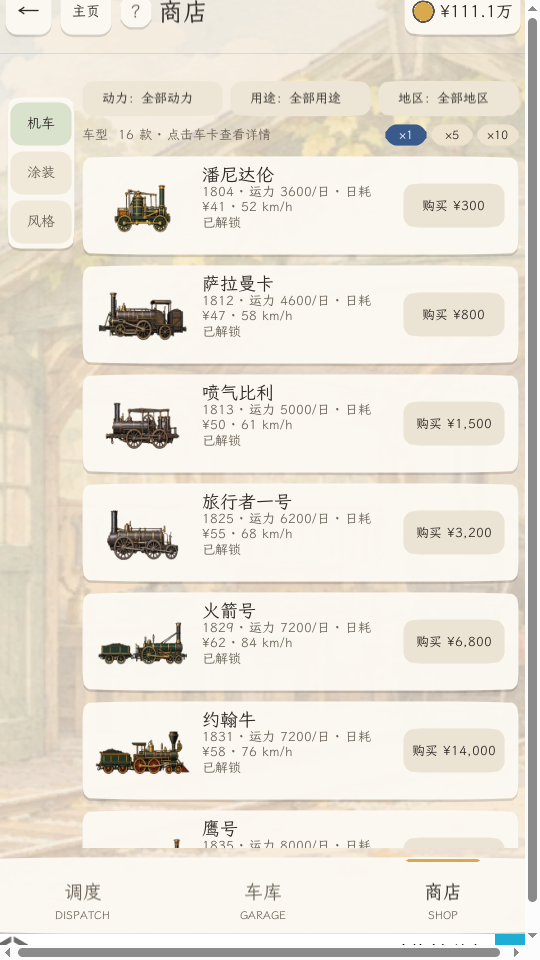 ← 主页 ? 商店 ¥111.1万
动力: 全部动力 用途: 全部用途 地区: 全部地区
机车
涂装
风格
车型 16 款·点击车卡查看详情 ×1 ×5 ×10
潘尼达伦
1804·运力 3600/日·日耗
¥41·52 km/h
已解锁
购买 ¥300
萨拉曼卡
1812·运力 4600/日·日耗
¥47·58 km/h
已解锁
购买 ¥800
喷气比利
1813·运力 5000/日·日耗
¥50·61 km/h
已解锁
购买 ¥1,500
旅行者一号
1825·运力 6200/日·日耗
¥55·68 km/h
已解锁
购买 ¥3,200
火箭号
1829·运力 7200/日·日耗
¥62·84 km/h
已解锁
购买 ¥6,800
约翰牛
1831·运力 7200/日·日耗
¥58·76 km/h
已解锁
购买 ¥14,000
鹰号
1835·运力 8000/日·日耗
调度 车库 商店
DISPATCH GARAGE SHOP